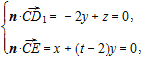 n·CD₁ = −2y + z = 0,
n·CE = x + (t − 2)y = 0,